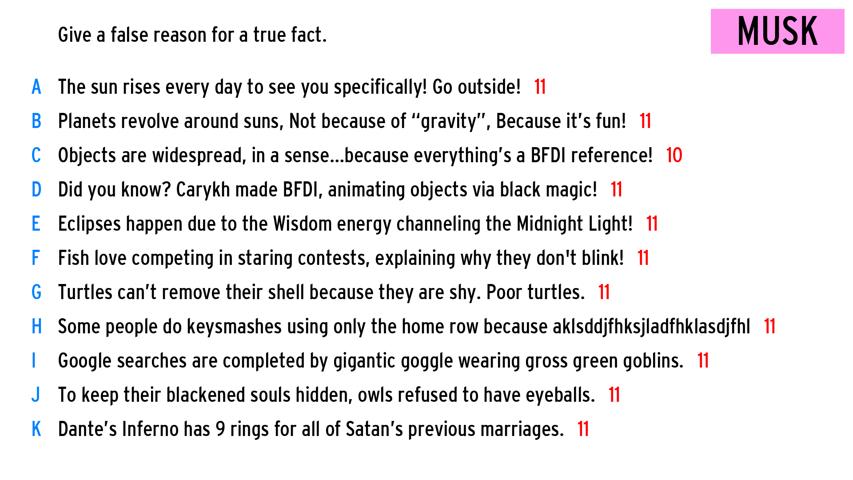 Give a false reason for a true fact.
MUSK
A The sun rises every day to see you specifically! Go outside! 11
B Planets revolve around suns, Not because of “gravity”, Because it’s fun! 11
C Objects are widespread, in a sense...because everything’s a BFDI reference! 10
D Did you know? Carykh made BFDI, animating objects via black magic! 11
E Eclipses happen due to the Wisdom energy channeling the Midnight Light! 11
F Fish love competing in staring contests, explaining why they don't blink! 11
G Turtles can’t remove their shell because they are shy. Poor turtles. 11
H Some people do keysmashes using only the home row because aklsddjfhksjladfhklasdjfhl 11
I Google searches are completed by gigantic goggle wearing gross green goblins. 11
J To keep their blackened souls hidden, owls refused to have eyeballs. 11
K Dante’s Inferno has 9 rings for all of Satan’s previous marriages. 11